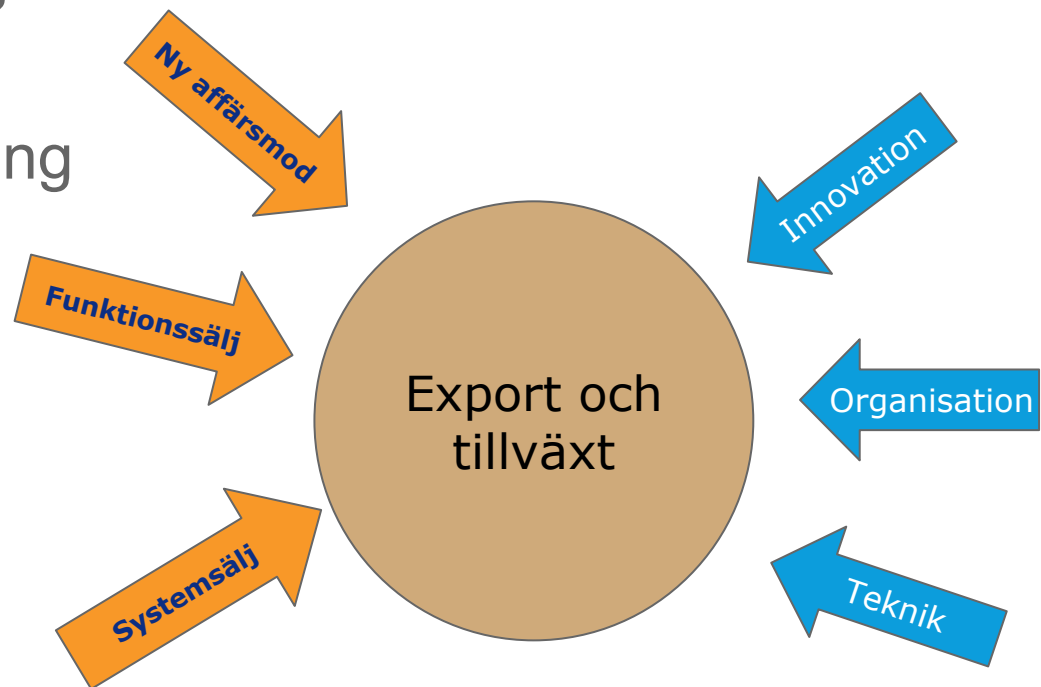 ng
Ny affärsmod
Funktionssälj
Systemsälj
Export och
tillväxt
Innovation
Organisation
Teknik